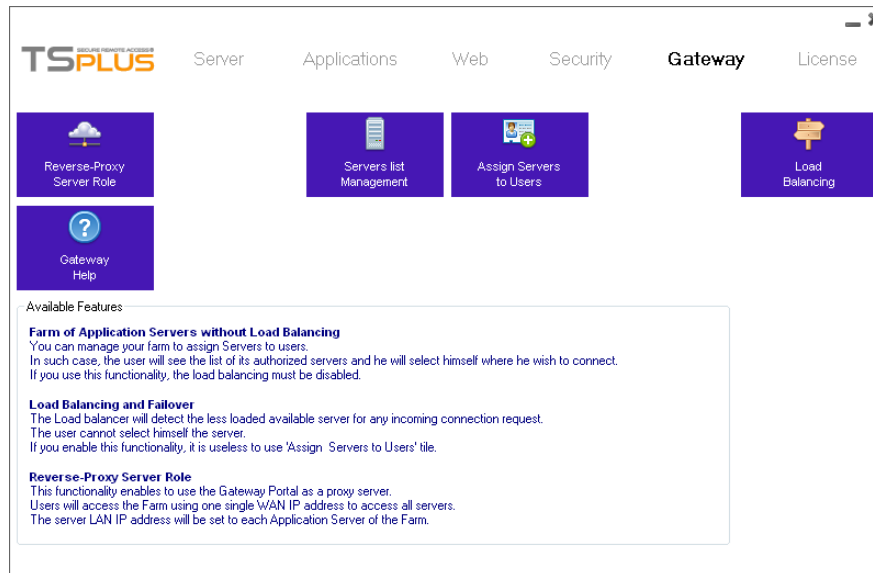 SECURE REMOTE ACCESS
TSPLUS
Server Applications Web Security Gateway License
Reverse-Proxy
Server Role
Servers list
Management
Assign Servers
to Users
Load
Balancing
Gateway
Help
Available Features
Farm of Application Servers without Load Balancing
You can manage your farm to assign Servers to users.
In such case, the user will see the list of its authorized servers and he will select himself where he wish to connect.
If you use this functionality, the load balancing must be disabled.
Load Balancing and Failover
The Load balancer will detect the less loaded available server for any incoming connection request.
The user cannot select himself the server.
If you enable this functionality, it is useless to use 'Assign Servers to Users' tile.
Reverse-Proxy Server Role
This functionality enables to use the Gateway Portal as a proxy server.
Users will access the Farm using one single WAN IP address to access all servers.
The server LAN IP address will be set to each Application Server of the Farm.